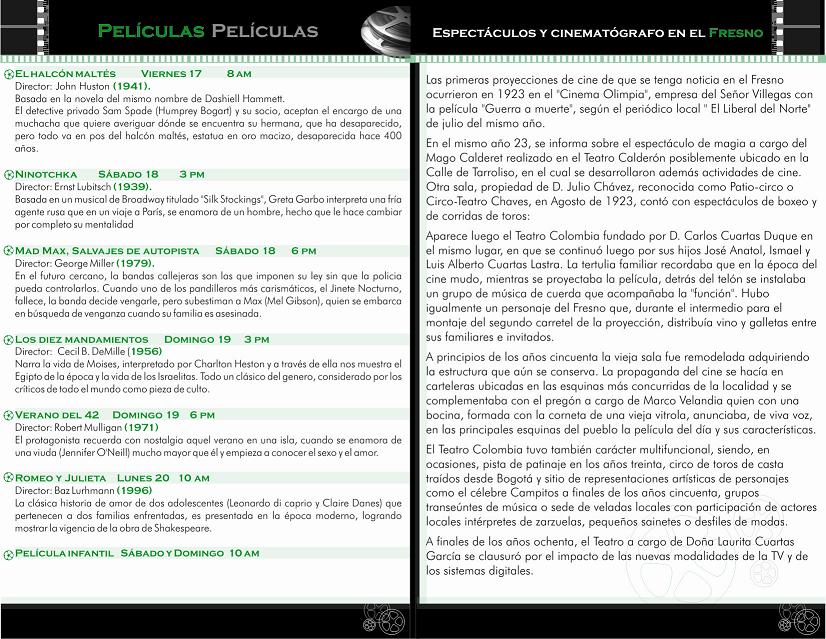 PELÍCULAS PELÍCULAS
EL HALCÓN MALTÉS VIERNES 17 8 AM
Director: John Huston (1941).
Basada en la novela del mismo nombre de Dashiell Hammett.
El detective privado Sam Spade (Humprey Bogart) y su socio, aceptan el encargo de una
muchacha que quiere averiguar dónde se encuentra su hermana, que ha desaparecido,
pero todo va en pos del halcón maltés, estatua en oro macizo, desaparecida hace 400
años.
NINOTCHKA SÁBADO 18 3 PM
Director: Ernst Lubitsch (1939).
Basada en un musical de Broadway titulado "Silk Stockings", Greta Garbo interpreta una fría
agente rusa que en un viaje a París, se enamora de un hombre, hecho que le hace cambiar
por completo su mentalidad
MAD MAX, SALVAJES DE AUTOPISTA SÁBADO 18 6 PM
Director: George Miller (1979).
En el futuro cercano, la bandas callejeras son las que imponen su ley sin que la policia
pueda controlarlos. Cuando uno de los pandilleros más carismáticos, el Jinete Nocturno,
fallece, la banda decide vengarle, pero subestiman a Max (Mel Gibson), quien se embarca
en búsqueda de venganza cuando su familia es asesinada.
LOS DIEZ MANDAMIENTOS DOMINGO 19 3 PM
Director: Cecil B. DeMille (1956)
Narra la vida de Moises, interpretado por Charlton Heston y a través de ella nos muestra el
Egipto de la época y la vida de los Israelitas. Todo un clásico del genero, considerado por los
críticos de todo el mundo como pieza de culto.
VERANO DEL 42 DOMINGO 19 6 PM
Director: Robert Mulligan (1971)
El protagonista recuerda con nostalgia aquel verano en una isla, cuando se enamora de
una viuda (Jennifer O'Neill) mucho mayor que él y empieza a conocer el sexo y el amor.
ROMEO Y JULIETA LUNES 20 10 AM
Director: Baz Lurhmann (1996)
La clásica historia de amor de dos adolescentes (Leonardo di caprio y Claire Danes) que
pertenecen a dos familias enfrentadas, es presentada en la época moderno, logrando
mostrar la vigencia de la obra de Shakespeare.
PELÍCULA INFANTIL SÁBADO Y DOMINGO 10 AM
ESPECTÁCULOS Y CINEMATÓGRAFO EN EL FRESNO
Las primeras proyecciones de cine de que se tenga noticia en el Fresno
ocurrieron en 1923 en el "Cinema Olimpia", empresa del Señor Villegas con
la película "Guerra a muerte", según el periódico local " El Liberal del Norte"
de julio del mismo año.
En el mismo año 23, se informa sobre el espectáculo de magia a cargo del
Mago Calderet realizado en el Teatro Calderón posiblemente ubicado en la
Calle de Tarroliso, en el cual se desarrollaron además actividades de cine.
Otra sala, propiedad de D. Julio Chávez, reconocida como Patio-circo o
Circo-Teatro Chaves, en Agosto de 1923, contó con espectáculos de boxeo y
de corridas de toros:
Aparece luego el Teatro Colombia fundado por D. Carlos Cuartas Duque en
el mismo lugar, en que se continuó luego por sus hijos José Anatol, Ismael y
Luis Alberto Cuartas Lastra. La tertulia familiar recordaba que en la época del
cine mudo, mientras se proyectaba la película, detrás del telón se instalaba
un grupo de música de cuerda que acompañaba la "función". Hubo
igualmente un personaje del Fresno que, durante el intermedio para el
montaje del segundo carretel de la proyección, distribuía vino y galletas entre
sus familiares e invitados.
A principios de los años cincuenta la vieja sala fue remodelada adquiriendo
la estructura que aún se conserva. La propaganda del cine se hacía en
carteleras ubicadas en las esquinas más concurridas de la localidad y se
complementaba con el pregón a cargo de Marco Velandia quien con una
bocina, formada con la corneta de una vieja vitrola, anunciaba, de viva voz,
en las principales esquinas del pueblo la película del día y sus características.
El Teatro Colombia tuvo también carácter multifuncional, siendo, en
ocasiones, pista de patinaje en los años treinta, circo de toros de casta
traídos desde Bogotá y sitio de representaciones artísticas de personajes
como el célebre Campitos a finales de los años cincuenta, grupos
transeúntes de música o sede de veladas locales con participación de actores
locales intérpretes de zarzuelas, pequeños sainetes o desfiles de modas.
A finales de los años ochenta, el Teatro a cargo de Doña Laurita Cuartas
García se clausuró por el impacto de las nuevas modalidades de la TV y de
los sistemas digitales.